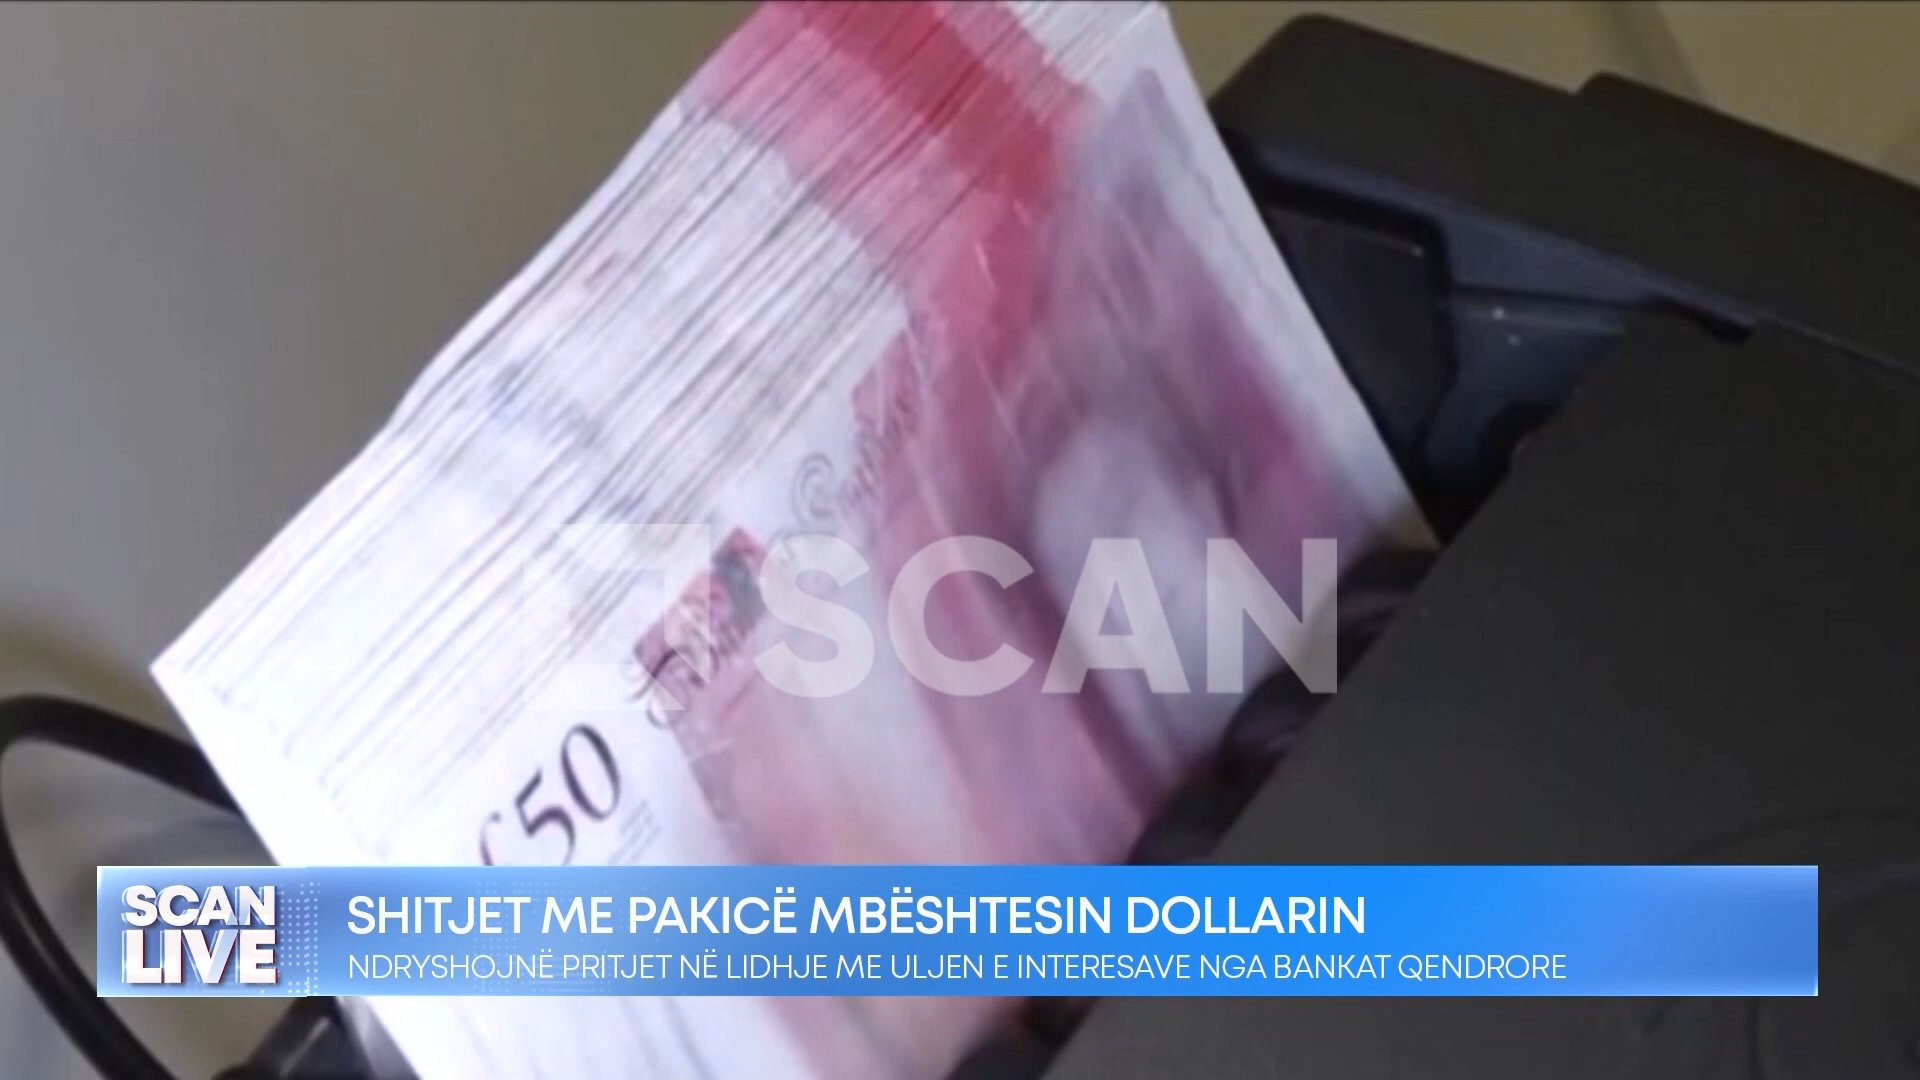 £50
SCAN
SCAN
LIVE
SHITJET ME PAKICË MBËSHTESIN DOLLARIN
NDRYSHOJNË PRITJET NË LIDHJE ME ULJEN E INTERESAVE NGA BANKAT QENDRORE